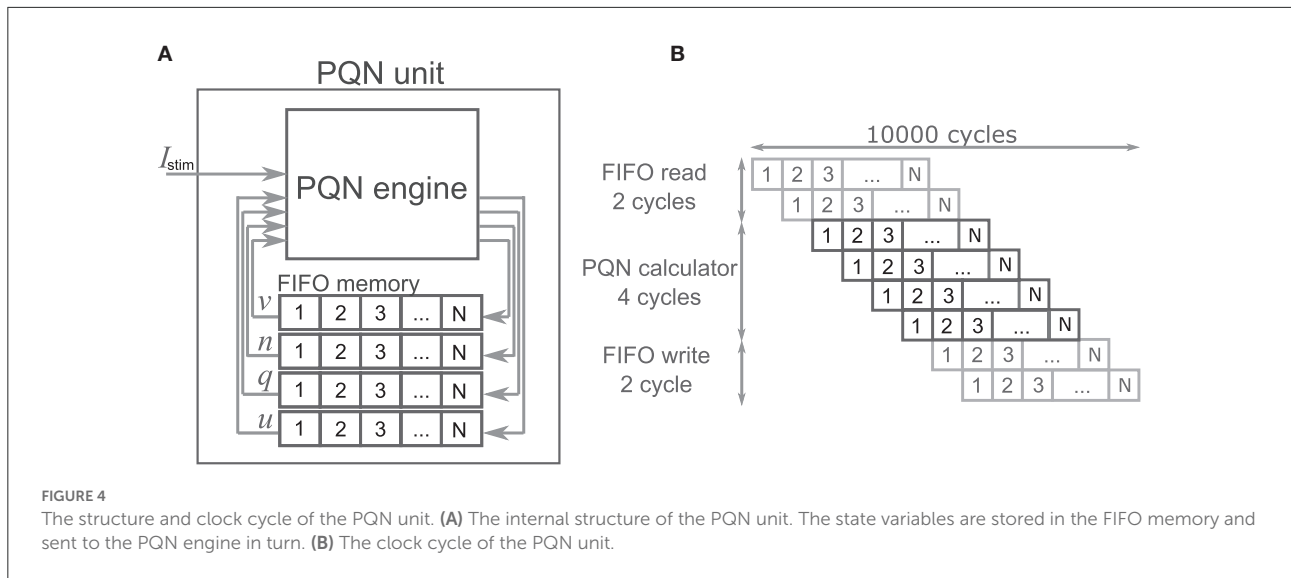 A
PQN unit
Istim
PQN engine
FIFO memory
v 1 2 3 ... N
n 1 2 3 ... N
q 1 2 3 ... N
u 1 2 3 ... N
B
10000 cycles
FIFO read
2 cycles
1 2 3 ... N
1 2 3 ... N
PQN calculator
4 cycles
1 2 3 ... N
1 2 3 ... N
1 2 3 ... N
1 2 3 ... N
FIFO write
2 cycle
1 2 3 ... N
1 2 3 ... N
FIGURE 4
The structure and clock cycle of the PQN unit. (A) The internal structure of the PQN unit. The state variables are stored in the FIFO memory and
sent to the PQN engine in turn. (B) The clock cycle of the PQN unit.